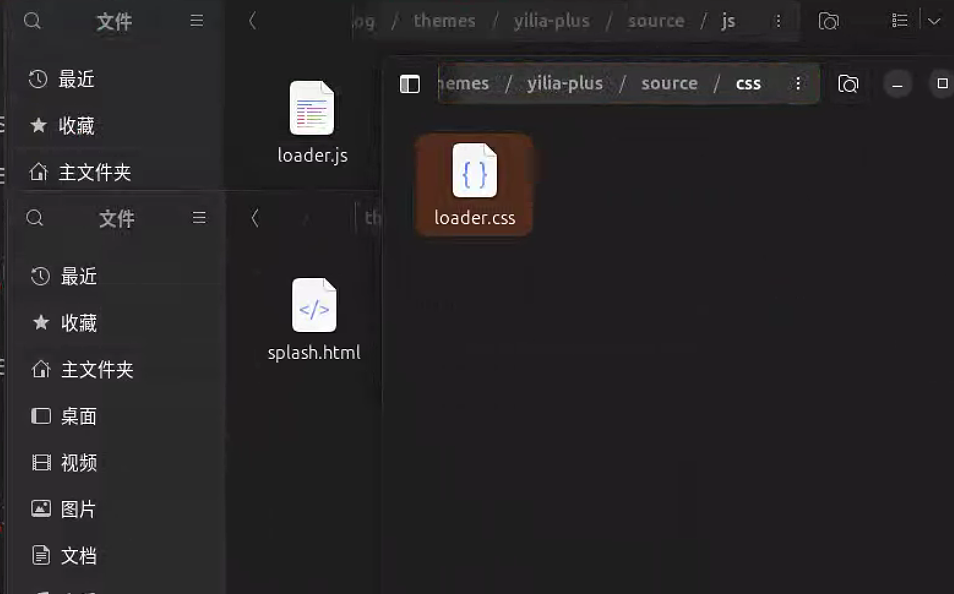 文件
og / themes / yilia-plus / source / js
最近
收藏
主文件夹
loader.js
hemes / yilia-plus / source / css
loader.css
文件
th
最近
收藏
主文件夹
桌面
视频
图片
文档
splash.html